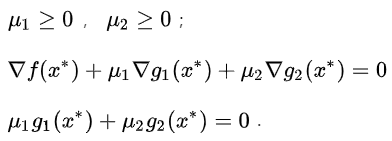 μ₁ ≥ 0 , μ₂ ≥ 0 ;
∇f(x*) + μ₁∇g₁(x*) + μ₂∇g₂(x*) = 0
μ₁g₁(x*) + μ₂g₂(x*) = 0 .